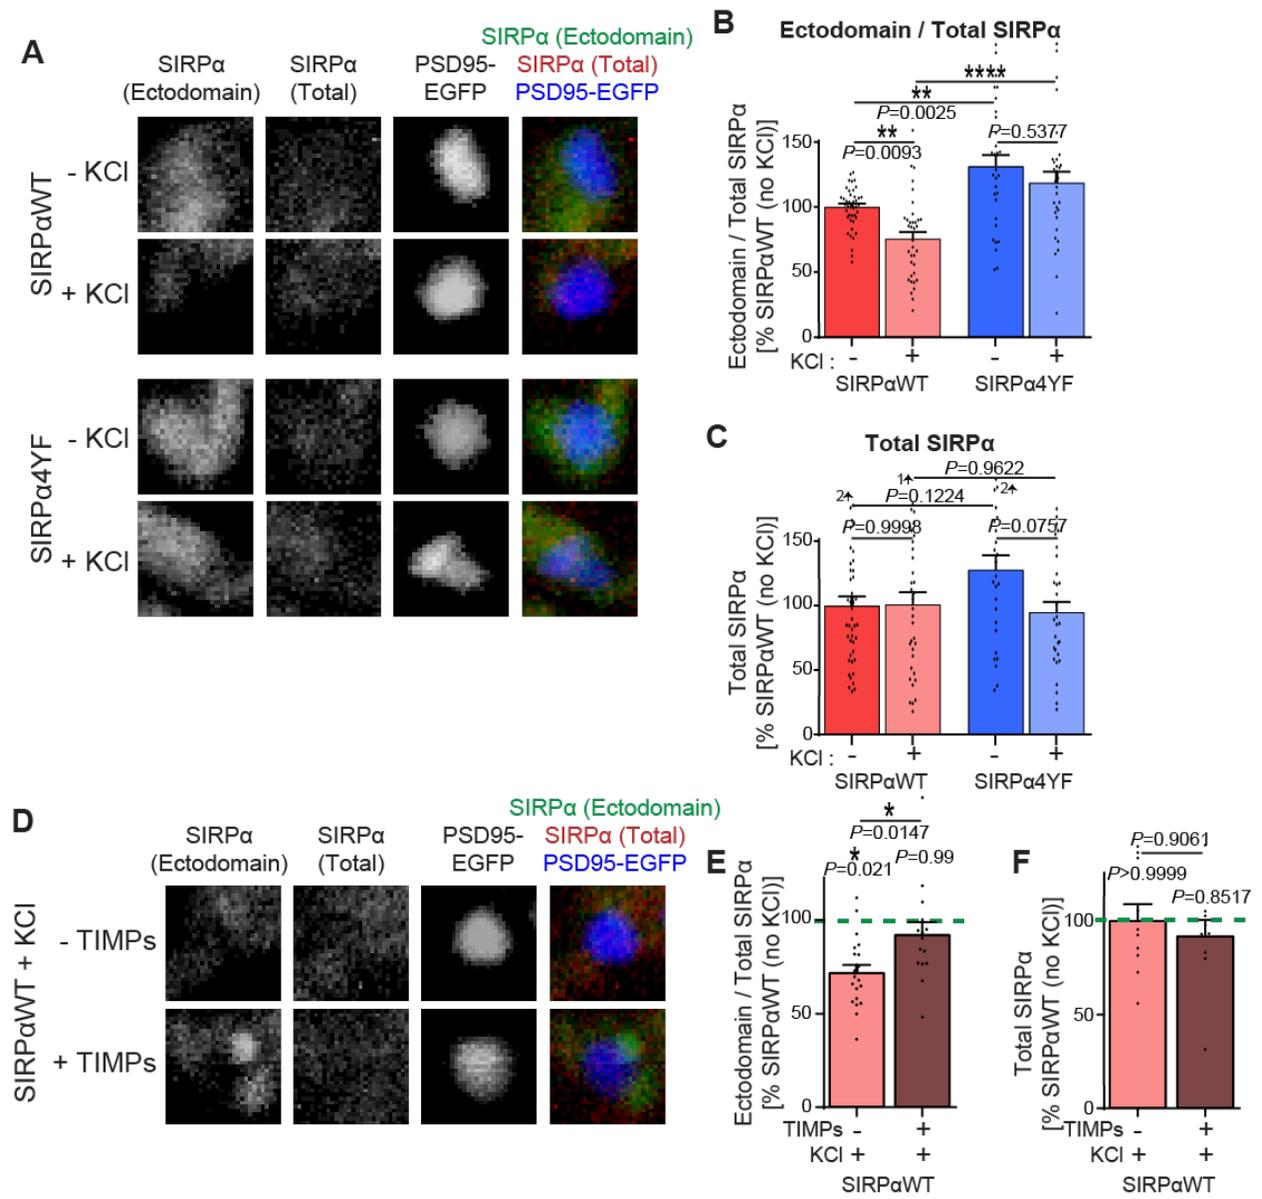 A
SIRPα (Ectodomain)
SIRPα (Ectodomain)
SIRPα (Total)
PSD95-EGFP
SIRPα (Total)
PSD95-EGFP
SIRPαWT
- KCl
+ KCl
SIRPα4YF
- KCl
+ KCl
B
Ectodomain / Total SIRPα
****
**
P=0.0025
**
P=0.0093
P=0.5377
Ectodomain / Total SIRPα
[% SIRPαWT (no KCl)]
150
100
50
0
KCl : - + - +
SIRPαWT SIRPα4YF
C
Total SIRPα
P=0.9622
1
2
P=0.1224
2
P=0.9998
P=0.0757
Total SIRPα
[% SIRPαWT (no KCl)]
150
100
50
0
KCl : - + - +
SIRPαWT SIRPα4YF
D
SIRPα (Ectodomain)
SIRPα (Ectodomain)
SIRPα (Total)
PSD95-EGFP
SIRPα (Total)
PSD95-EGFP
SIRPαWT + KCl
- TIMPs
+ TIMPs
E
*
P=0.0147
*
P=0.021
P=0.99
Ectodomain / Total SIRPα
[% SIRPαWT (no KCl)]
100
50
0
TIMPs - +
KCl + +
SIRPαWT
F
P=0.9061
P>0.9999
P=0.8517
Total SIRPα
[% SIRPαWT (no KCl)]
100
50
0
TIMPs - +
KCl + +
SIRPαWT